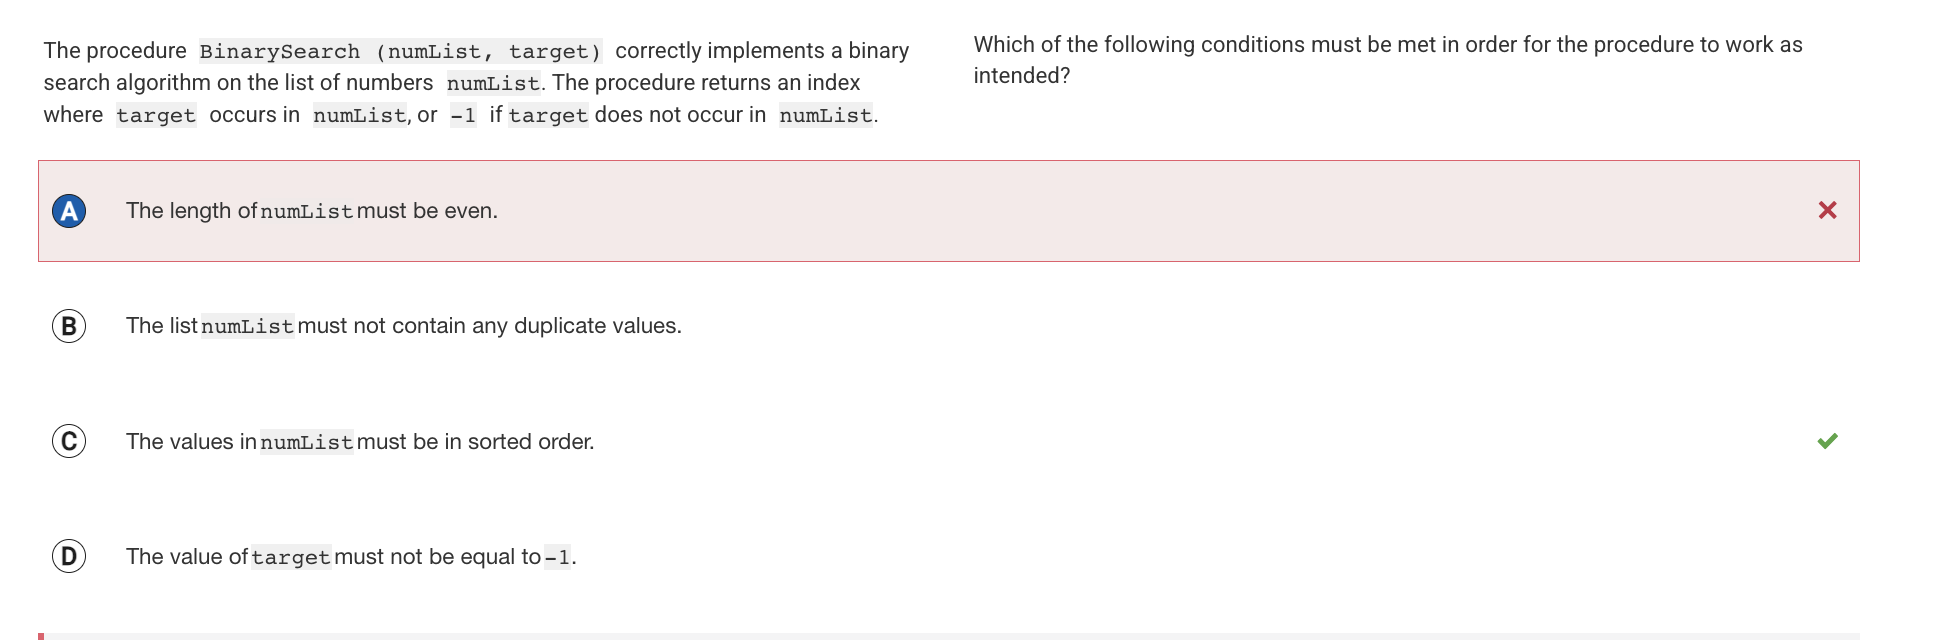 The procedure BinarySearch (numList, target) correctly implements a binary
search algorithm on the list of numbers numList. The procedure returns an index
where target occurs in numList, or -1 if target does not occur in numList.
Which of the following conditions must be met in order for the procedure to work as
intended?
A The length of numList must be even.
B The list numList must not contain any duplicate values.
C The values in numList must be in sorted order.
D The value of target must not be equal to -1.